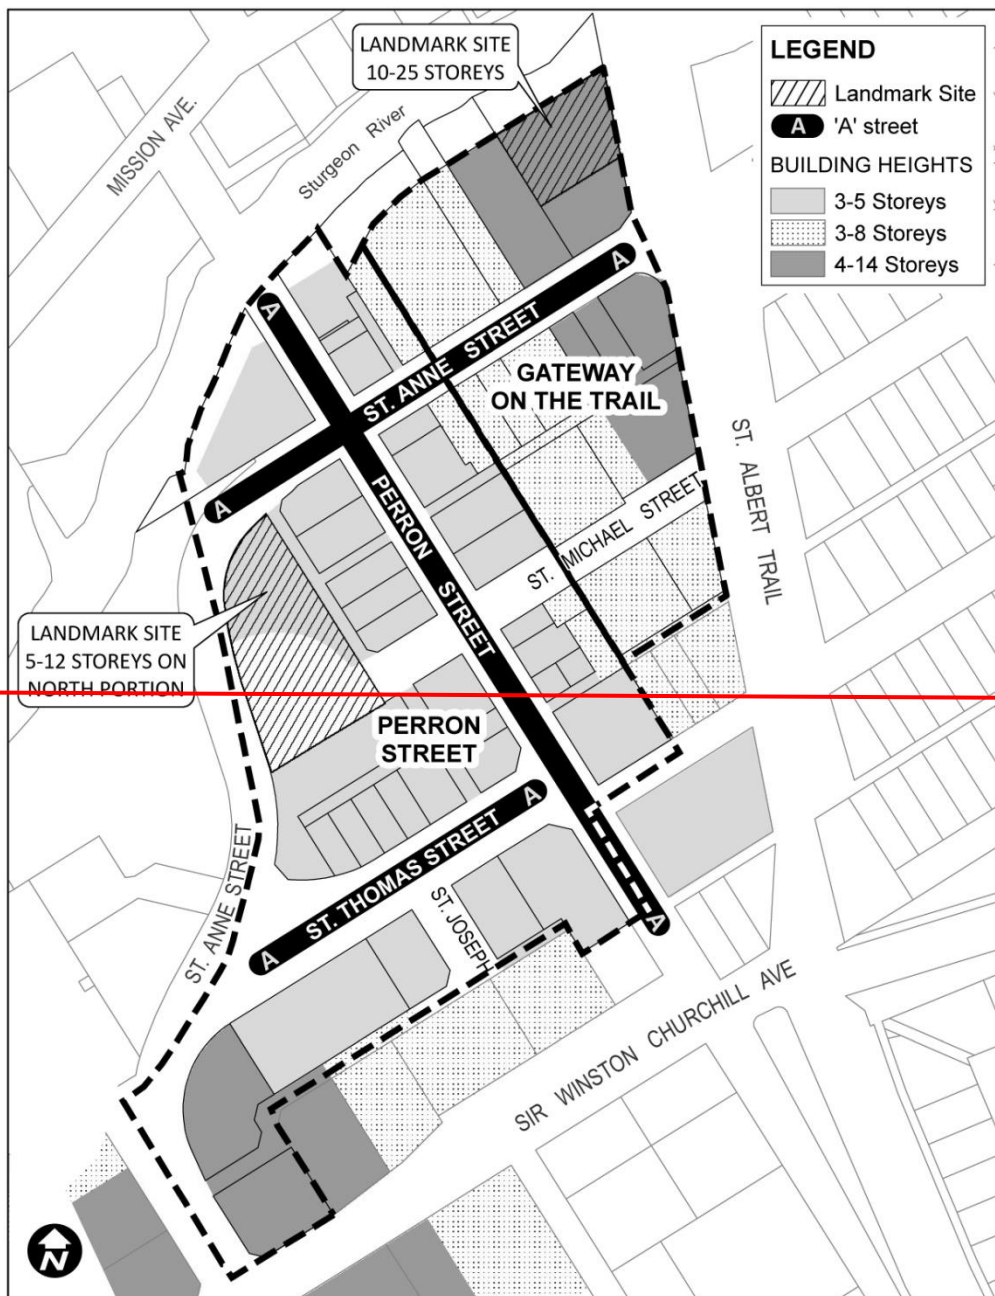 LANDMARK SITE
10-25 STOREYS
LEGEND
Landmark Site
A 'A' street
BUILDING HEIGHTS
3-5 Storeys
3-8 Storeys
4-14 Storeys
MISSION AVE.
Sturgeon River
A
A
ST. ANNE STREET
A
GATEWAY
ON THE TRAIL
PERRON STREET
ST. MICHAEL STREET
ST. ALBERT TRAIL
LANDMARK SITE
5-12 STOREYS ON
NORTH PORTION
PERRON
STREET
A ST. THOMAS STREET A
ST. ANNE STREET
ST. JOSEPH
A
SIR WINSTON CHURCHILL AVE
N